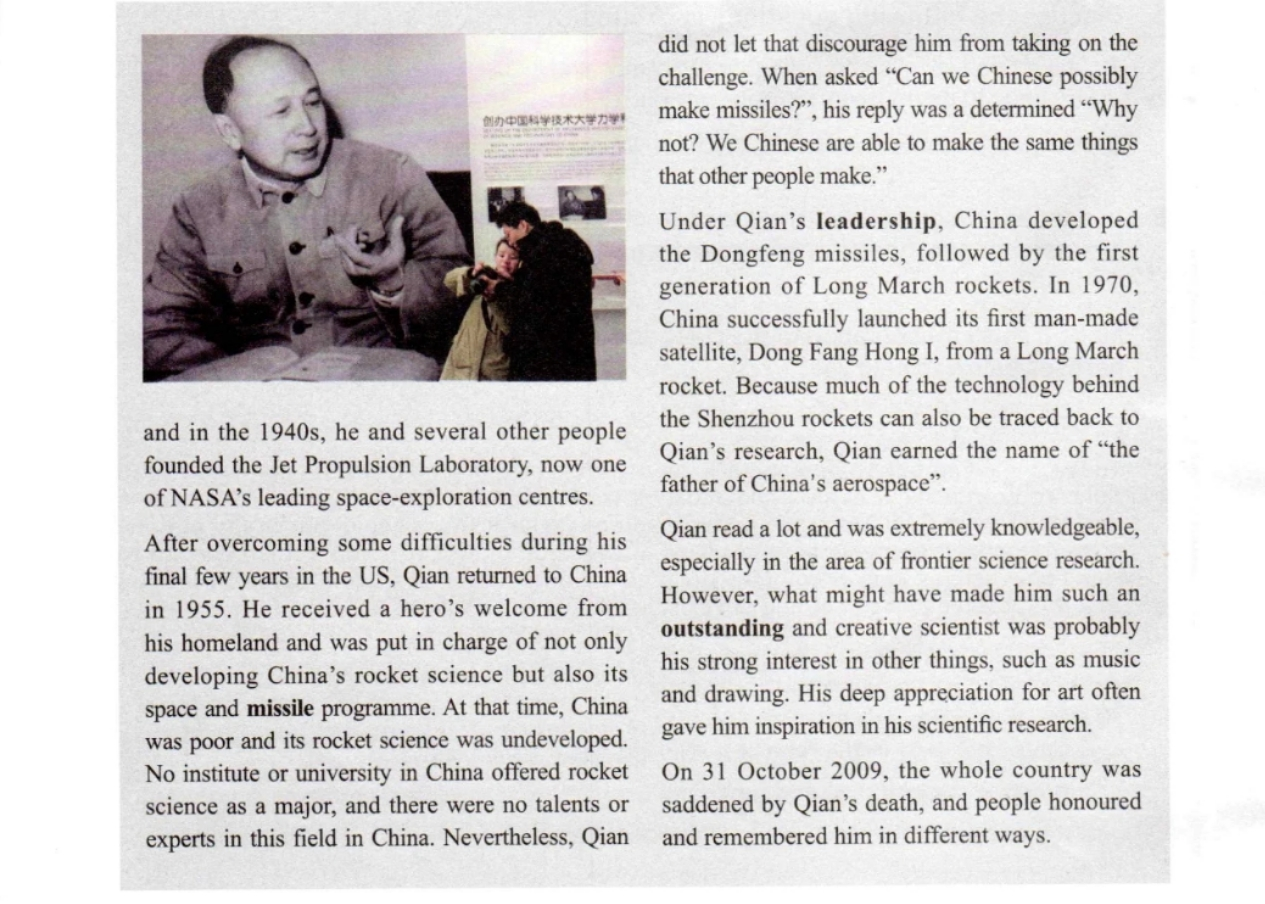 创办中国科学技术大学力学
and in the 1940s, he and several other people
founded the Jet Propulsion Laboratory, now one
of NASA’s leading space-exploration centres.
After overcoming some difficulties during his
final few years in the US, Qian returned to China
in 1955. He received a hero’s welcome from
his homeland and was put in charge of not only
developing China’s rocket science but also its
space and missile programme. At that time, China
was poor and its rocket science was undeveloped.
No institute or university in China offered rocket
science as a major, and there were no talents or
experts in this field in China. Nevertheless, Qian
did not let that discourage him from taking on the
challenge. When asked “Can we Chinese possibly
make missiles?”, his reply was a determined “Why
not? We Chinese are able to make the same things
that other people make.”
Under Qian’s leadership, China developed
the Dongfeng missiles, followed by the first
generation of Long March rockets. In 1970,
China successfully launched its first man-made
satellite, Dong Fang Hong I, from a Long March
rocket. Because much of the technology behind
the Shenzhou rockets can also be traced back to
Qian’s research, Qian earned the name of “the
father of China’s aerospace”.
Qian read a lot and was extremely knowledgeable,
especially in the area of frontier science research.
However, what might have made him such an
outstanding and creative scientist was probably
his strong interest in other things, such as music
and drawing. His deep appreciation for art often
gave him inspiration in his scientific research.
On 31 October 2009, the whole country was
saddened by Qian’s death, and people honoured
and remembered him in different ways.